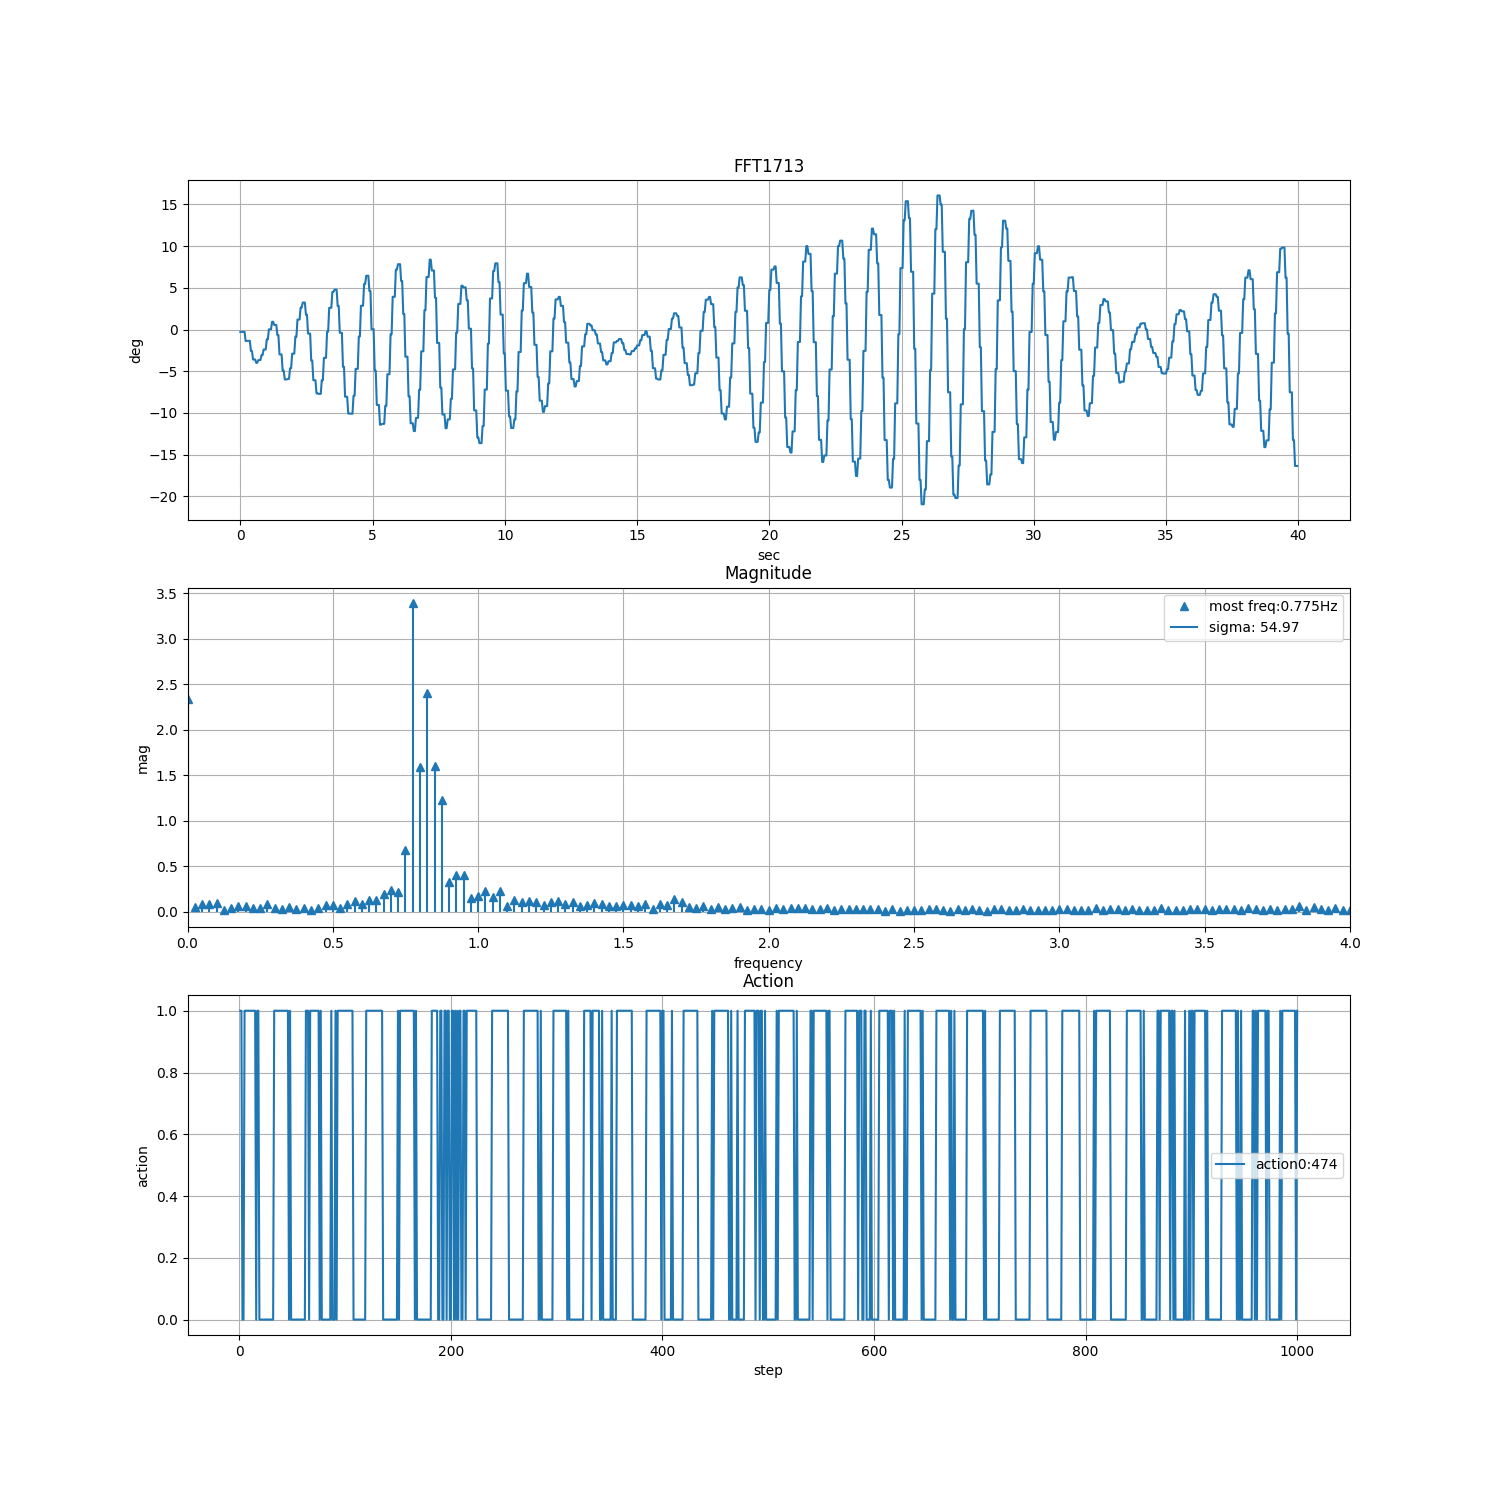 FFT1713
15
10
5
0
−5
−10
−15
−20
deg
0 5 10 15 20 25 30 35 40
sec
Magnitude
3.5
3.0
2.5
2.0
1.5
1.0
0.5
0.0
mag
most freq:0.775Hz
sigma: 54.97
0.0 0.5 1.0 1.5 2.0 2.5 3.0 3.5 4.0
frequency
Action
1.0
0.8
0.6
0.4
0.2
0.0
action
action0:474
0 200 400 600 800 1000
step